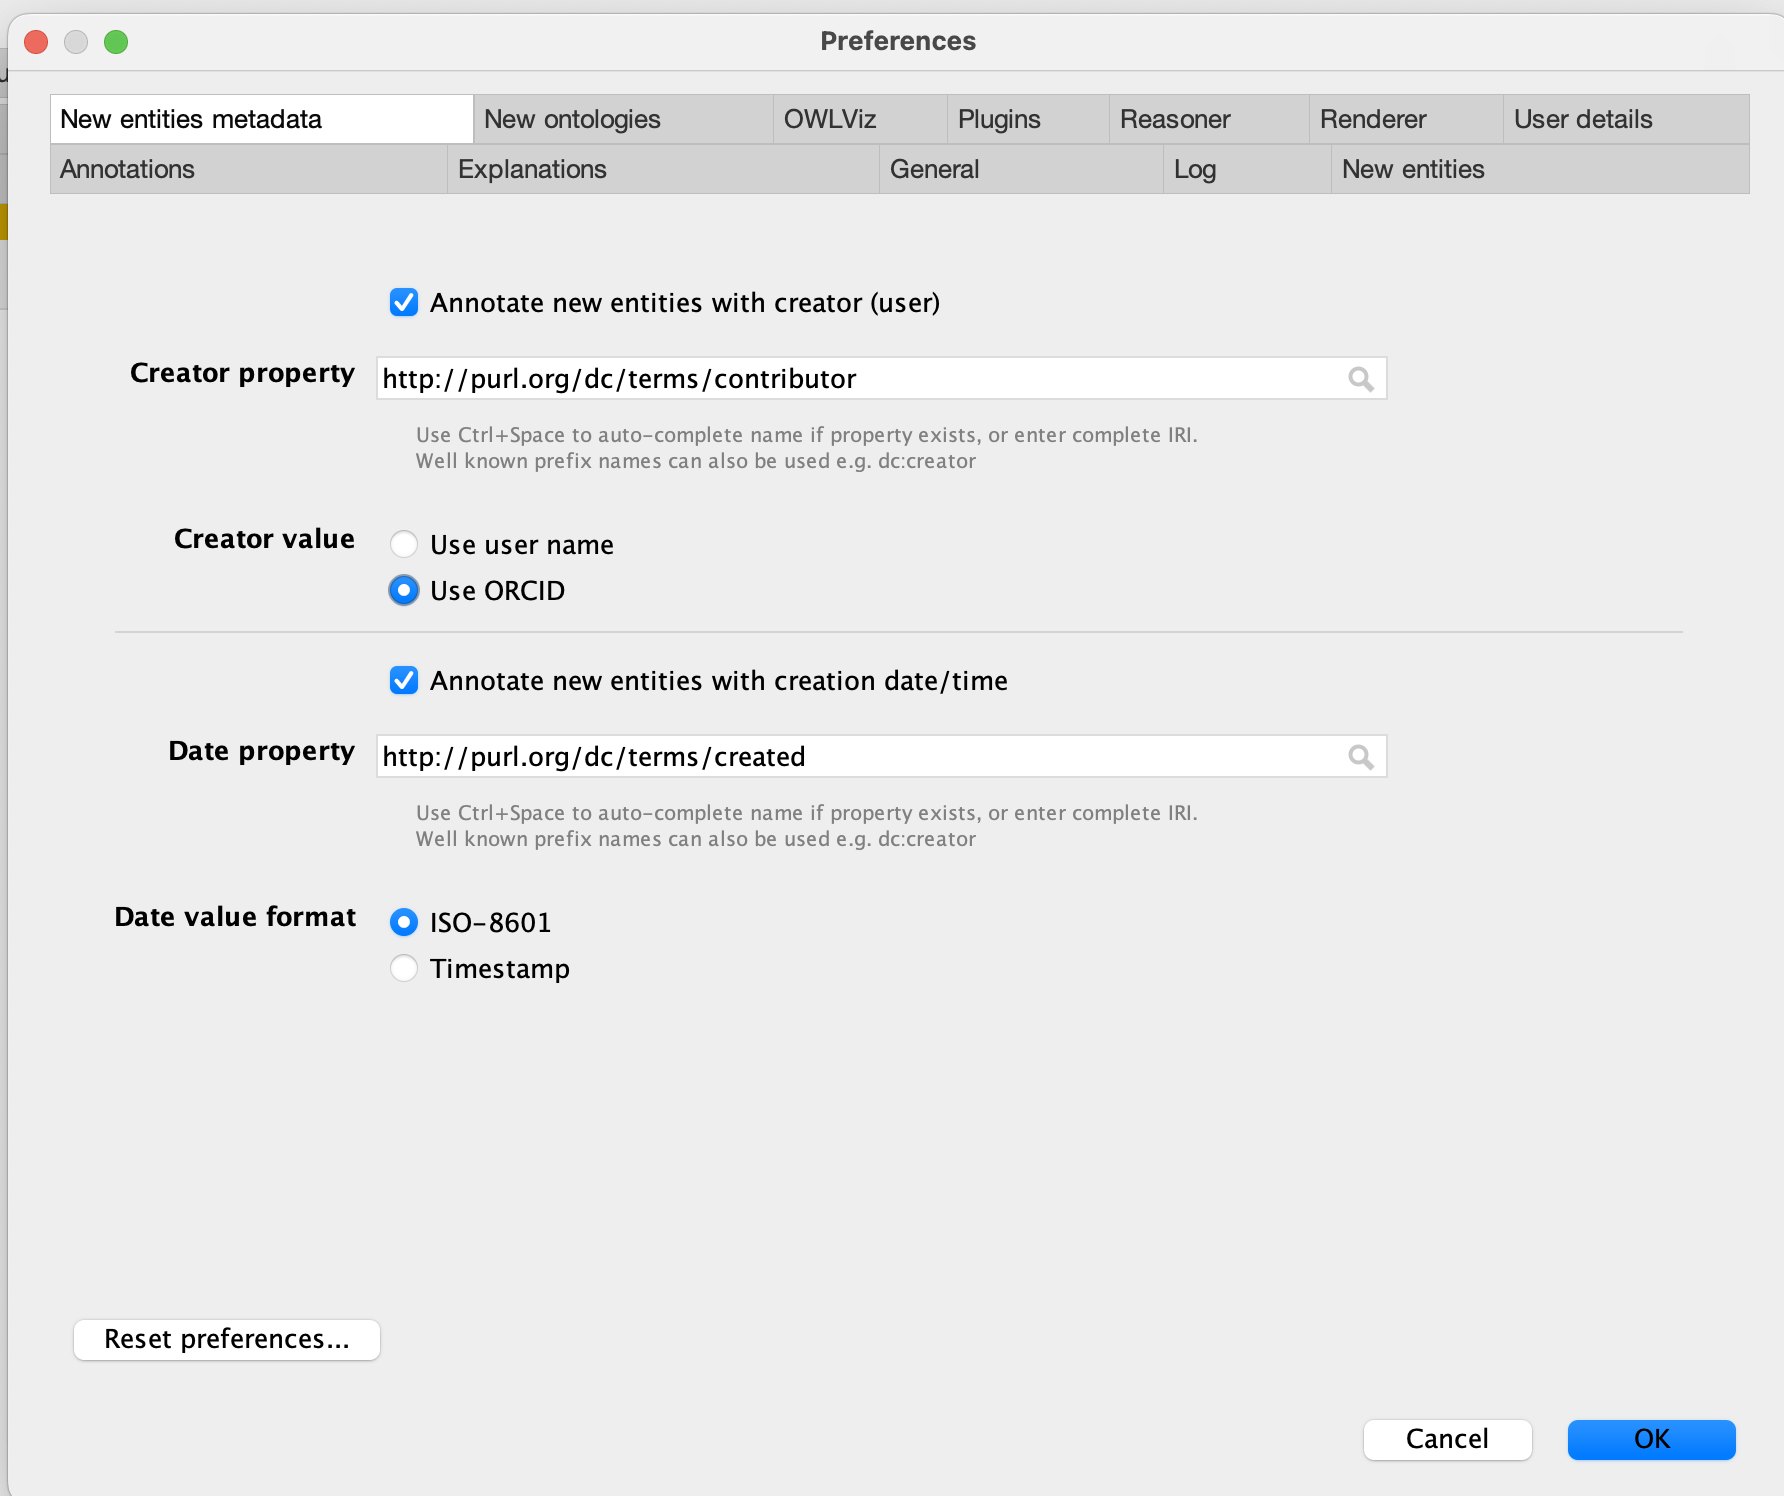 Preferences
New entities metadata New ontologies OWLViz Plugins Reasoner Renderer User details
Annotations Explanations General Log New entities
Annotate new entities with creator (user)
Creator property http://purl.org/dc/terms/contributor
Use Ctrl+Space to auto-complete name if property exists, or enter complete IRI.
Well known prefix names can also be used e.g. dc:creator
Creator value Use user name
Use ORCID
Annotate new entities with creation date/time
Date property http://purl.org/dc/terms/created
Use Ctrl+Space to auto-complete name if property exists, or enter complete IRI.
Well known prefix names can also be used e.g. dc:creator
Date value format ISO-8601
Timestamp
Reset preferences...
Cancel OK